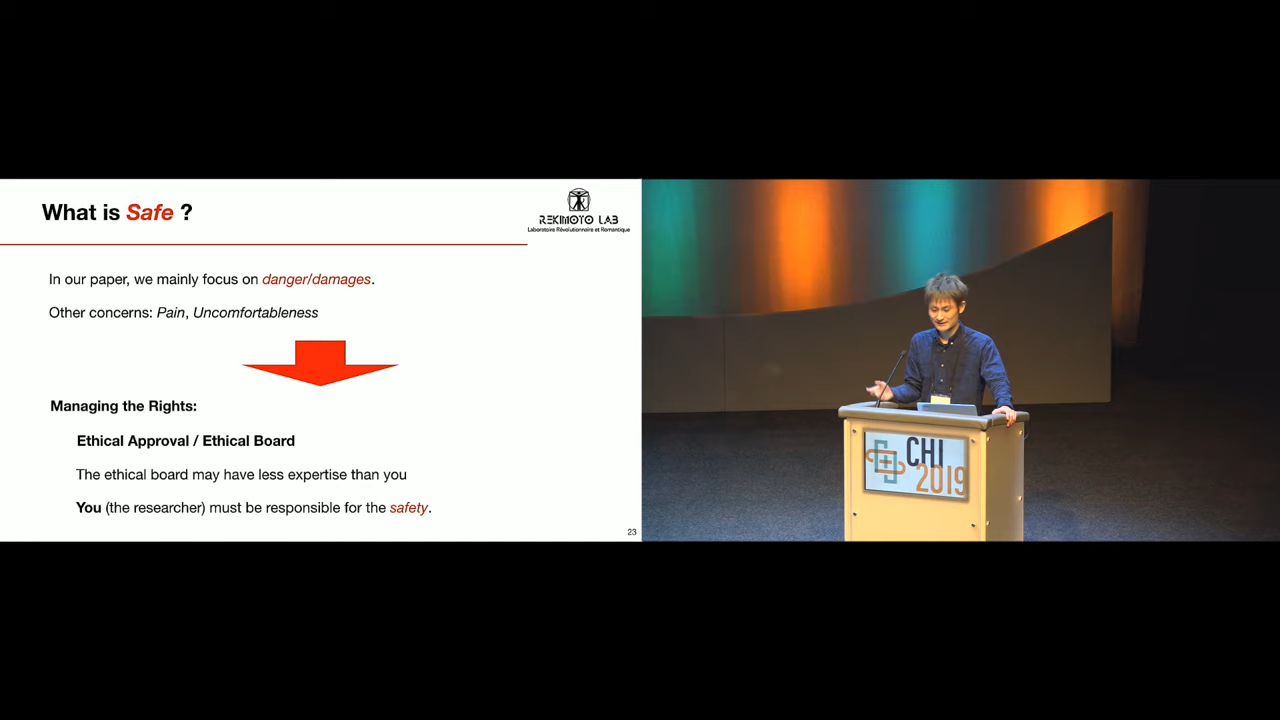 What is Safe ?
REKIMOTO LAB
Laboratoire Révolutionnaire et Romantique
In our paper, we mainly focus on danger/damages.
Other concerns: Pain, Uncomfortableness
Managing the Rights:
Ethical Approval / Ethical Board
The ethical board may have less expertise than you
You (the researcher) must be responsible for the safety.
23
CHI
2019